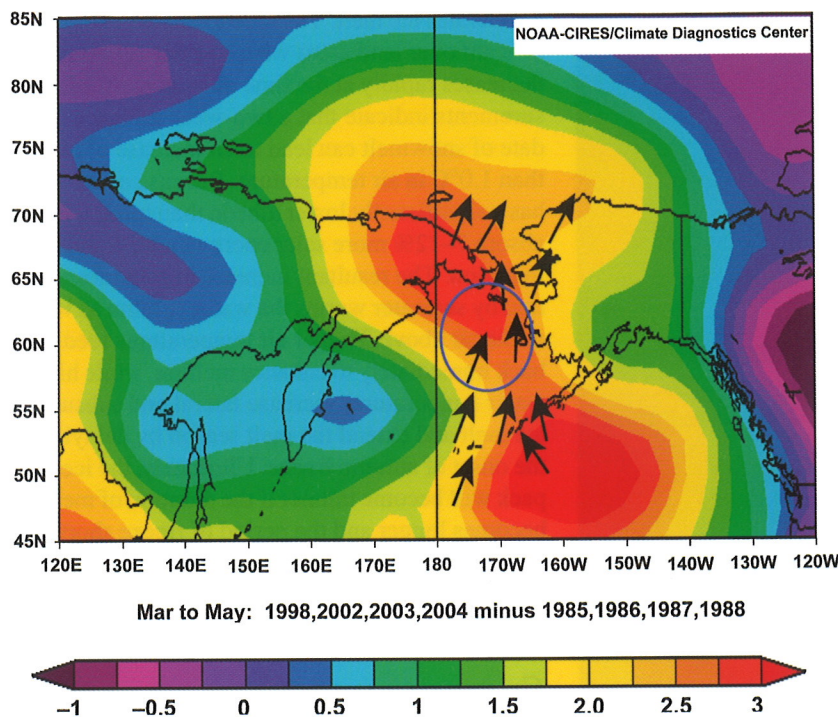 85N
NOAA-CIRES/Climate Diagnostics Center
80N
75N
70N
65N
60N
55N
50N
45N
120E 130E 140E 150E 160E 170E 180 170W 160W 150W 140W 130W 120W
Mar to May: 1998,2002,2003,2004 minus 1985,1986,1987,1988
–1 –0.5 0 0.5 1 1.5 2.0 2.5 3